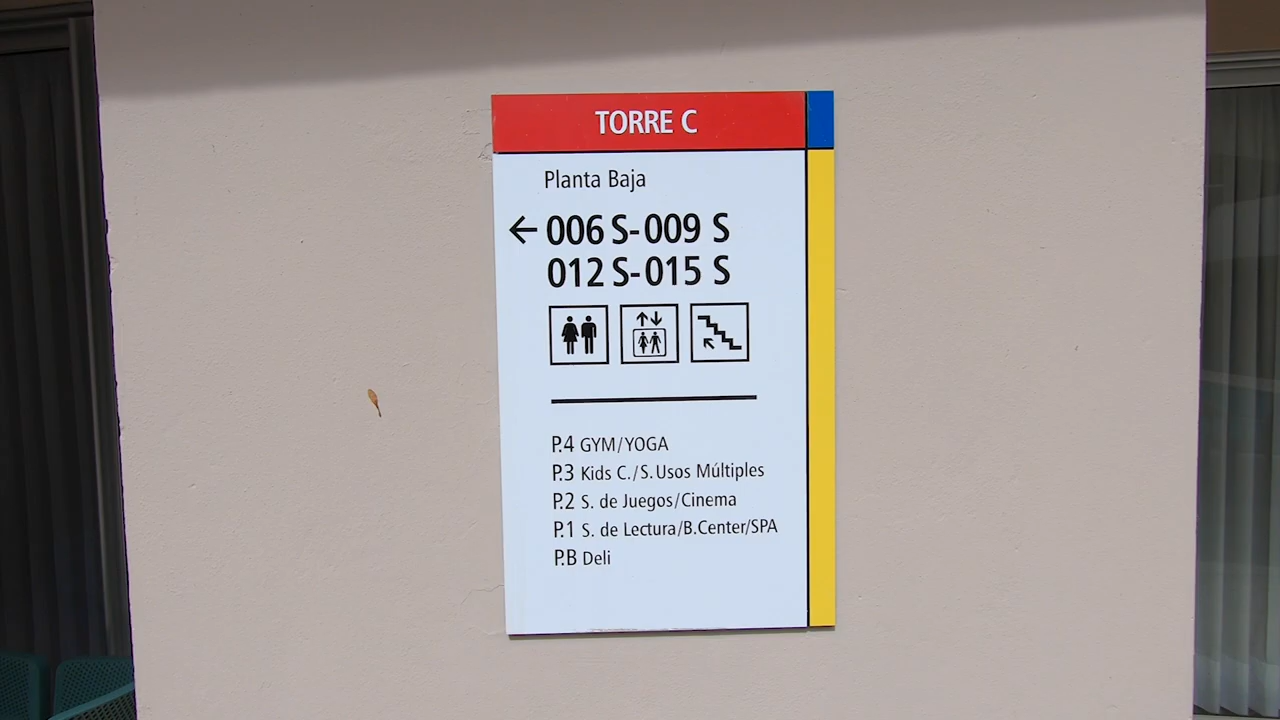 TORRE C
Planta Baja
← 006 S-009 S
012 S-015 S
P.4 GYM/YOGA
P.3 Kids C./S.Usos Múltiples
P.2 S. de Juegos/Cinema
P.1 S. de Lectura/B.Center/SPA
P.B Deli